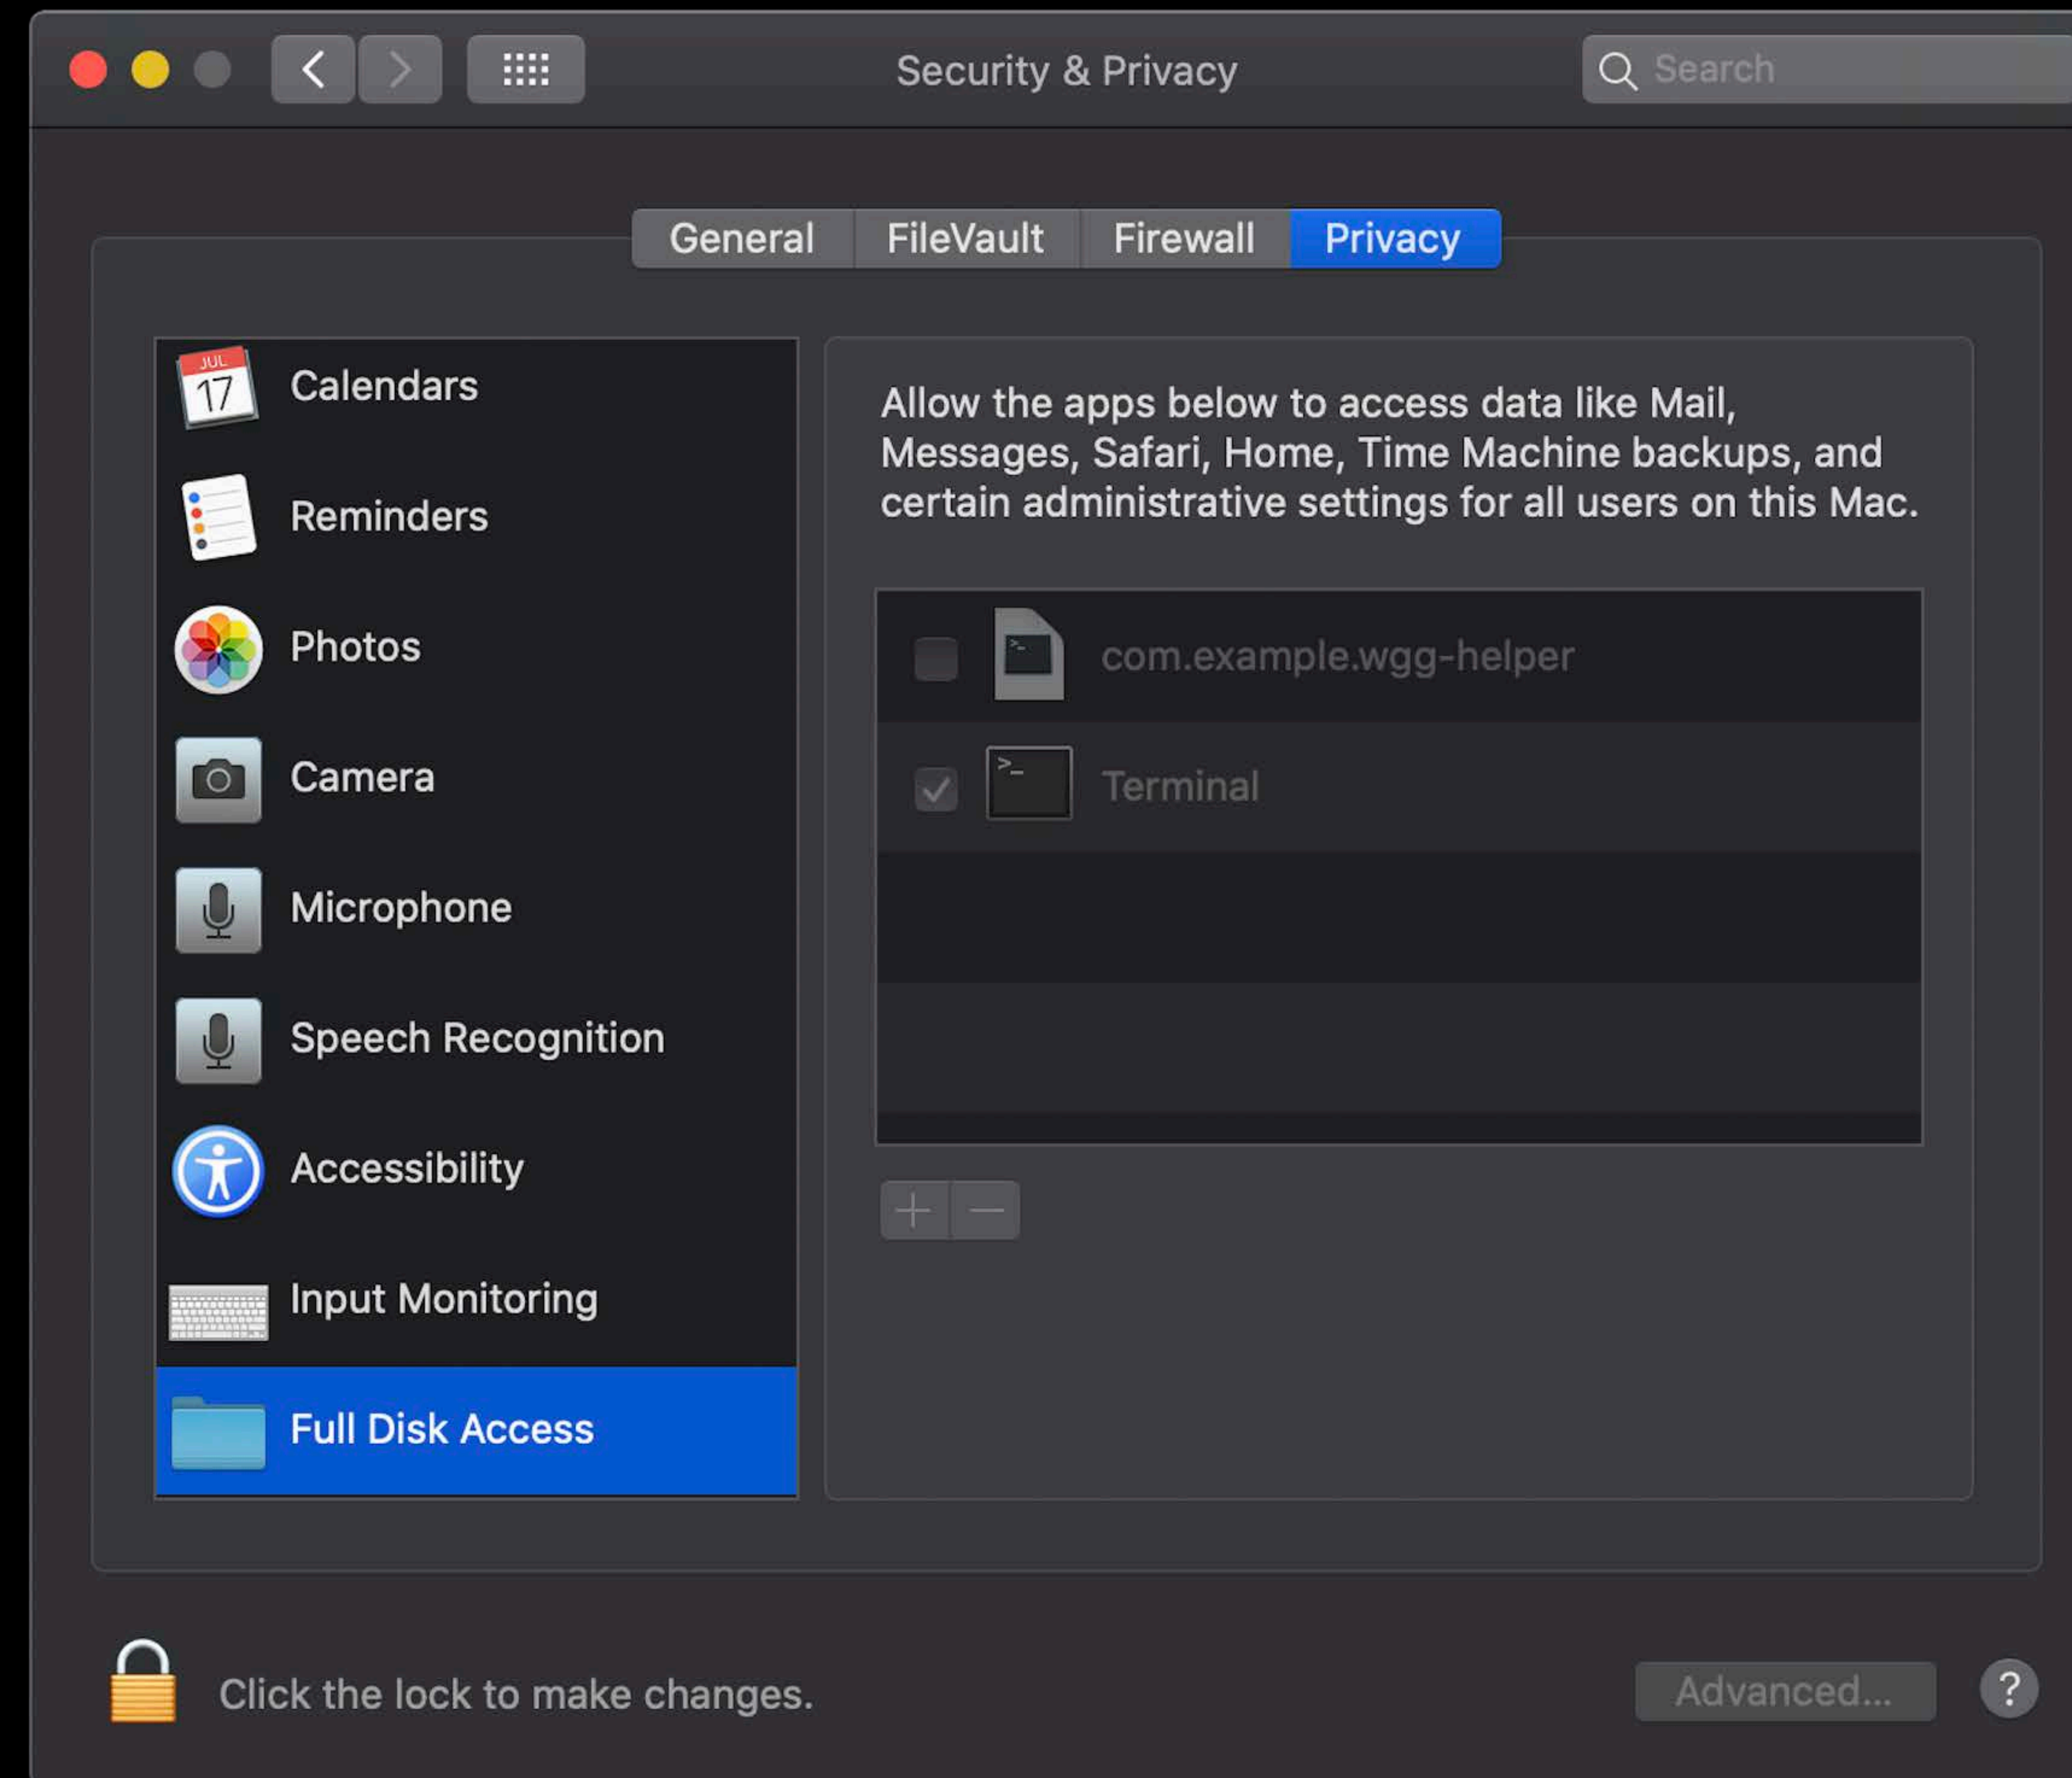 Security & Privacy
Search
General
FileVault
Firewall
Privacy
JUL
17
Calendars
Reminders
Photos
Camera
Microphone
Speech Recognition
Accessibility
Input Monitoring
Full Disk Access
Allow the apps below to access data like Mail,
Messages, Safari, Home, Time Machine backups, and
certain administrative settings for all users on this Mac.
>_
com.example.wgg-helper
>_
Terminal
+
−
Click the lock to make changes.
Advanced...
?